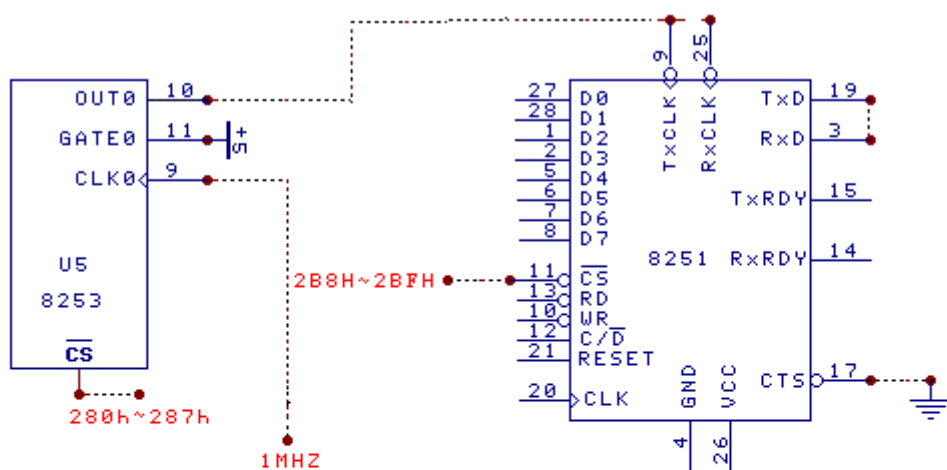 OUT0 10
GATE0 11 +5
CLK0 9
U5
8253
CS
280h~287h
1MHZ
9 25
TxCLK RxCLK
27 D0
28 D1
1 D2
2 D3
5 D4
6 D5
7 D6
8 D7
2B8H~2BFH 11 CS
13 RD
10 WR
12 C/D
21 RESET
20 CLK
8251
TxD 19
RxD 3
TxRDY 15
RxRDY 14
CTS 17
GND VCC
4 26